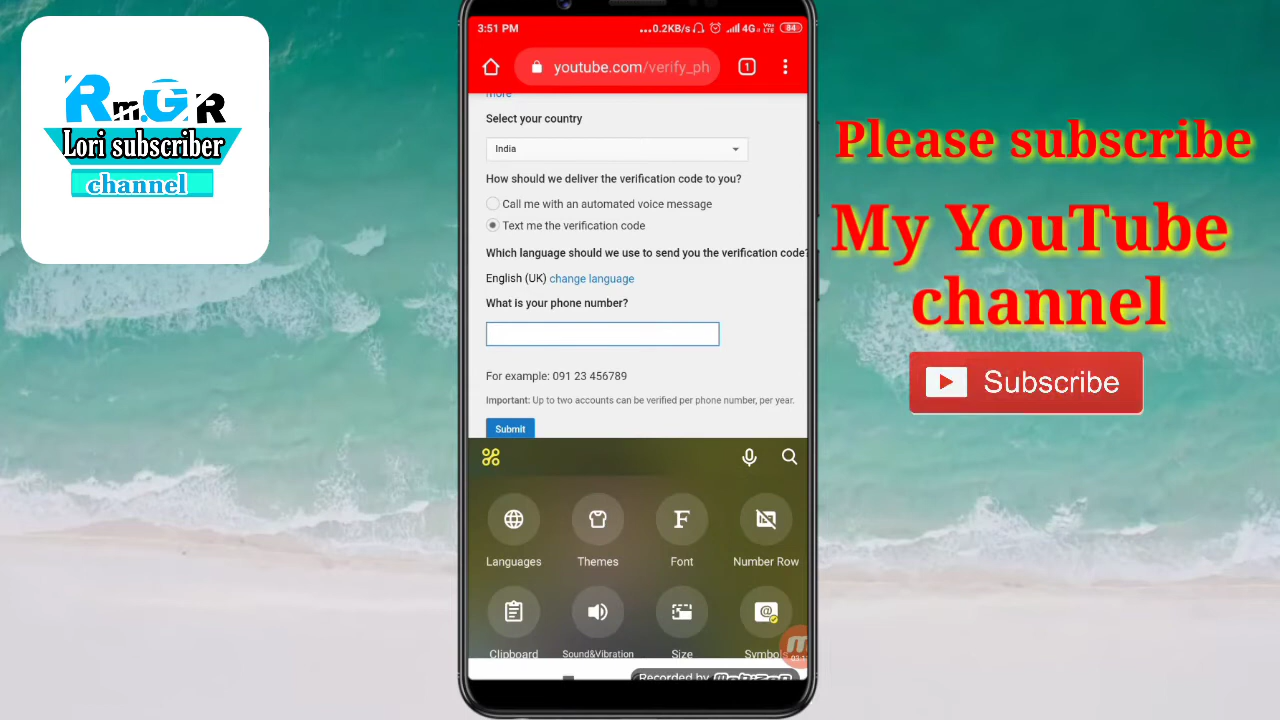 Rm.GR
Lori subscriber
channel
3:51 PM
...0.2KB/s 4G VoLTE 84
youtube.com/verify_ph
1
more
Select your country
India
How should we deliver the verification code to you?
Call me with an automated voice message
Text me the verification code
Which language should we use to send you the verification code?
English (UK) change language
What is your phone number?
For example: 091 23 456789
Important: Up to two accounts can be verified per phone number, per year.
Submit
Languages
Themes
Font
Number Row
Clipboard
Sound&Vibration
Size
Symbols
Recorded by
Please subscribe
My YouTube
channel
Subscribe